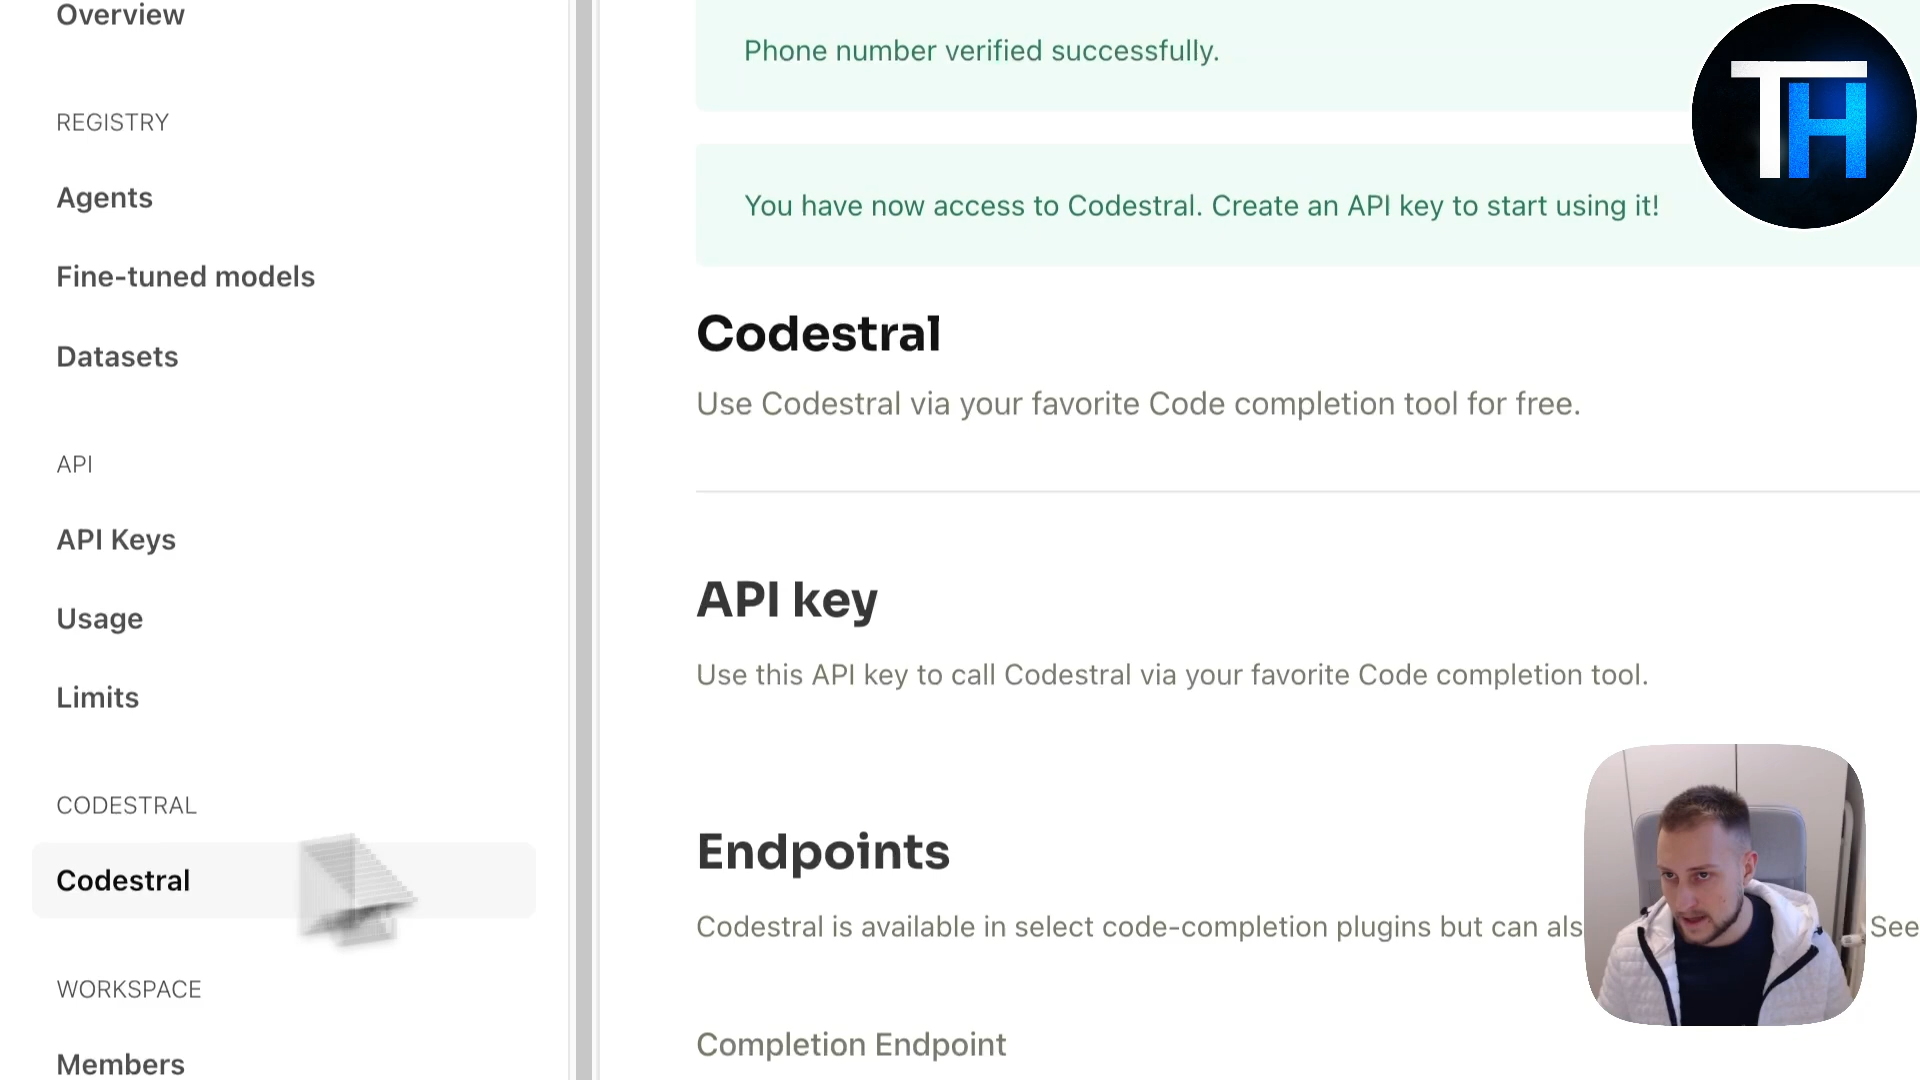 Overview
REGISTRY
Agents
Fine-tuned models
Datasets
API
API Keys
Usage
Limits
CODESTRAL
Codestral
WORKSPACE
Members
Phone number verified successfully.
You have now access to Codestral. Create an API key to start using it!
Codestral
Use Codestral via your favorite Code completion tool for free.
API key
Use this API key to call Codestral via your favorite Code completion tool.
Endpoints
Codestral is available in select code-completion plugins but can als See
Completion Endpoint
TH